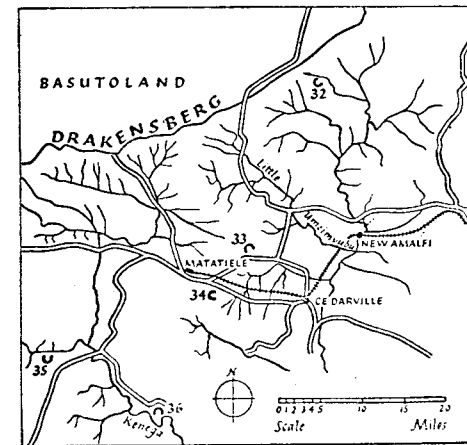 BASUTOLAND
32
DRAKENSBERG
Little
Umzimvubu
NEW AMALFI
33
MATATIELE
34
CEDARVILLE
35
36
Kenega
N
0 1 2 3 4 5 10 15 20
Scale Miles